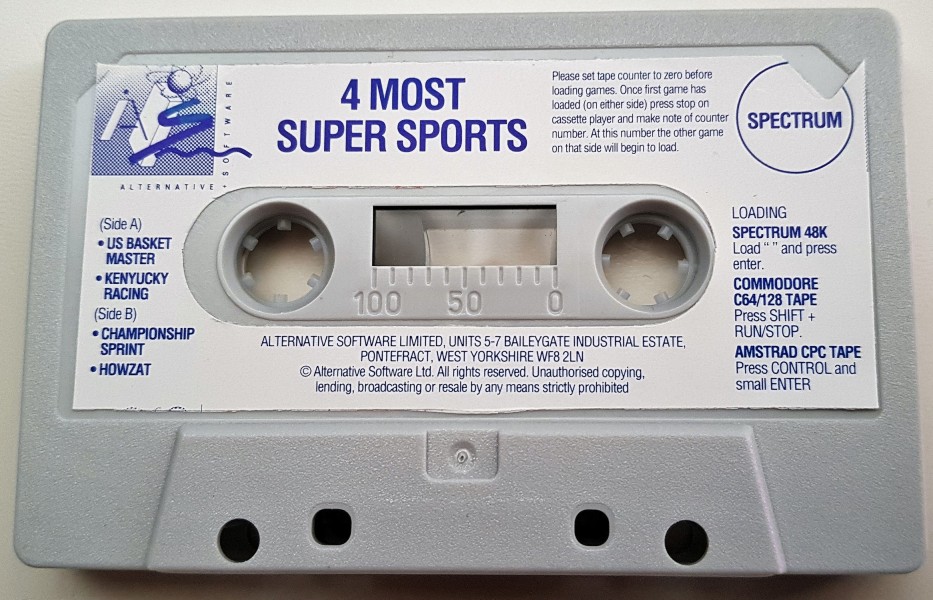 4 MOST
SUPER SPORTS
Please set tape counter to zero before
loading games. Once first game has
loaded (on either side) press stop on
cassette player and make note of counter
number. At this number the other game
on that side will begin to load.
SPECTRUM
AS
SOFTWARE
ALTERNATIVE
(Side A)
• US BASKET
MASTER
• KENYUCKY
RACING
(Side B)
• CHAMPIONSHIP
SPRINT
• HOWZAT
100 50 0
LOADING
SPECTRUM 48K
Load “ ” and press
enter.
COMMODORE
C64/128 TAPE
Press SHIFT +
RUN/STOP.
AMSTRAD CPC TAPE
Press CONTROL and
small ENTER
ALTERNATIVE SOFTWARE LIMITED, UNITS 5-7 BAILEYGATE INDUSTRIAL ESTATE,
PONTEFRACT, WEST YORKSHIRE WF8 2LN
© Alternative Software Ltd. All rights reserved. Unauthorised copying,
lending, broadcasting or resale by any means strictly prohibited